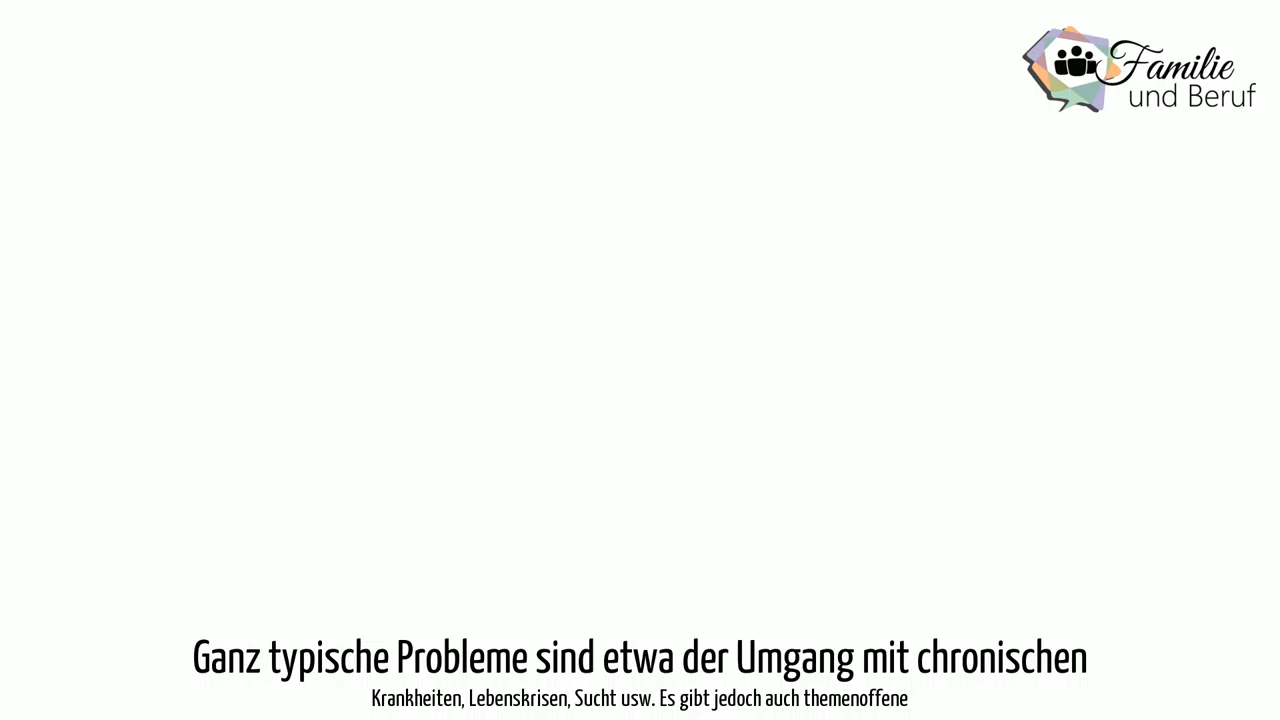 Familie
und Beruf
Ganz typische Probleme sind etwa der Umgang mit chronischen
Krankheiten, Lebenskrisen, Sucht usw. Es gibt jedoch auch themenoffene